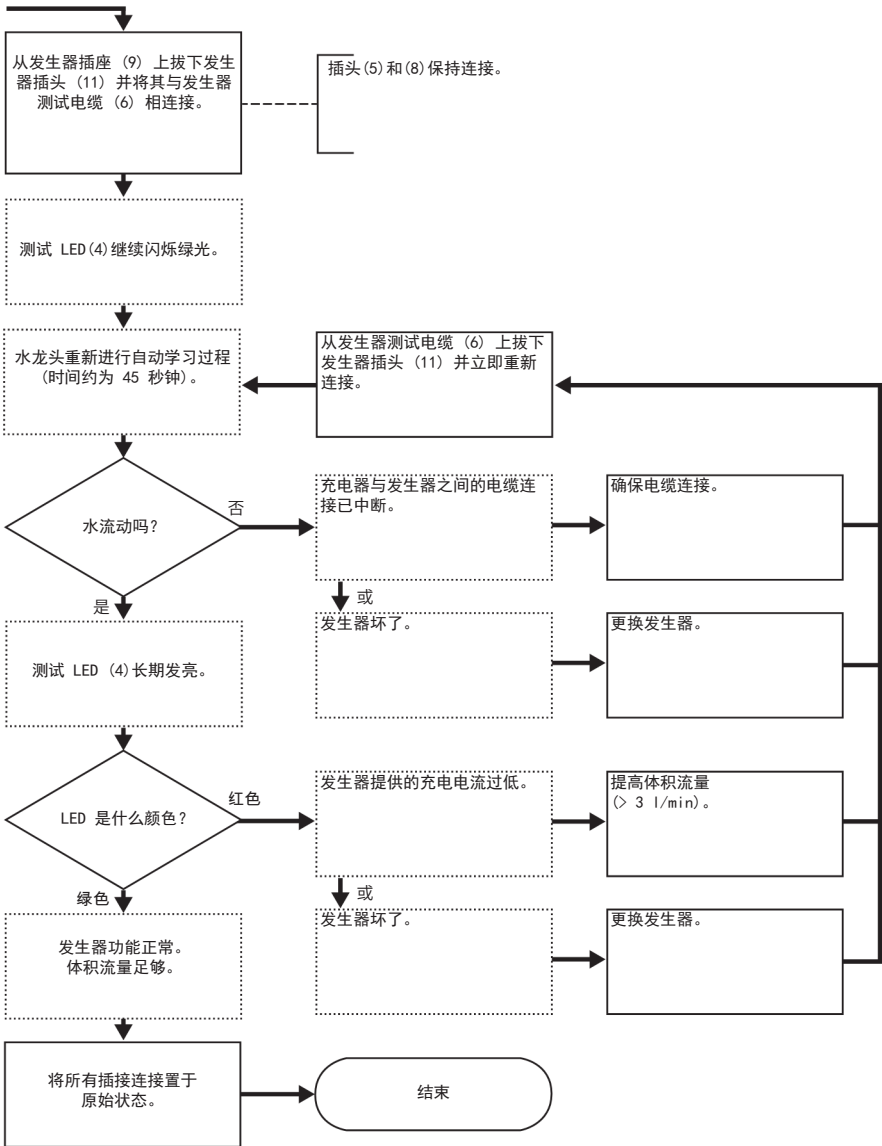 从发生器插座 (9) 上拔下发生
器插头 (11) 并将其与发生器
测试电缆 (6) 相连接。
插头(5)和(8)保持连接。
测试 LED(4)继续闪烁绿光。
水龙头重新进行自动学习过程
(时间约为 45 秒钟)。
从发生器测试电缆 (6) 上拔下
发生器插头 (11) 并立即重新
连接。
水流动吗?
否
充电器与发生器之间的电缆连
接已中断。
确保电缆连接。
或
是
发生器坏了。
更换发生器。
测试 LED (4)长期发亮。
LED 是什么颜色?
红色
发生器提供的充电电流过低。
提高体积流量
(> 3 l/min)。
或
绿色
发生器坏了。
更换发生器。
发生器功能正常。
体积流量足够。
将所有插接连接置于
原始状态。
结束